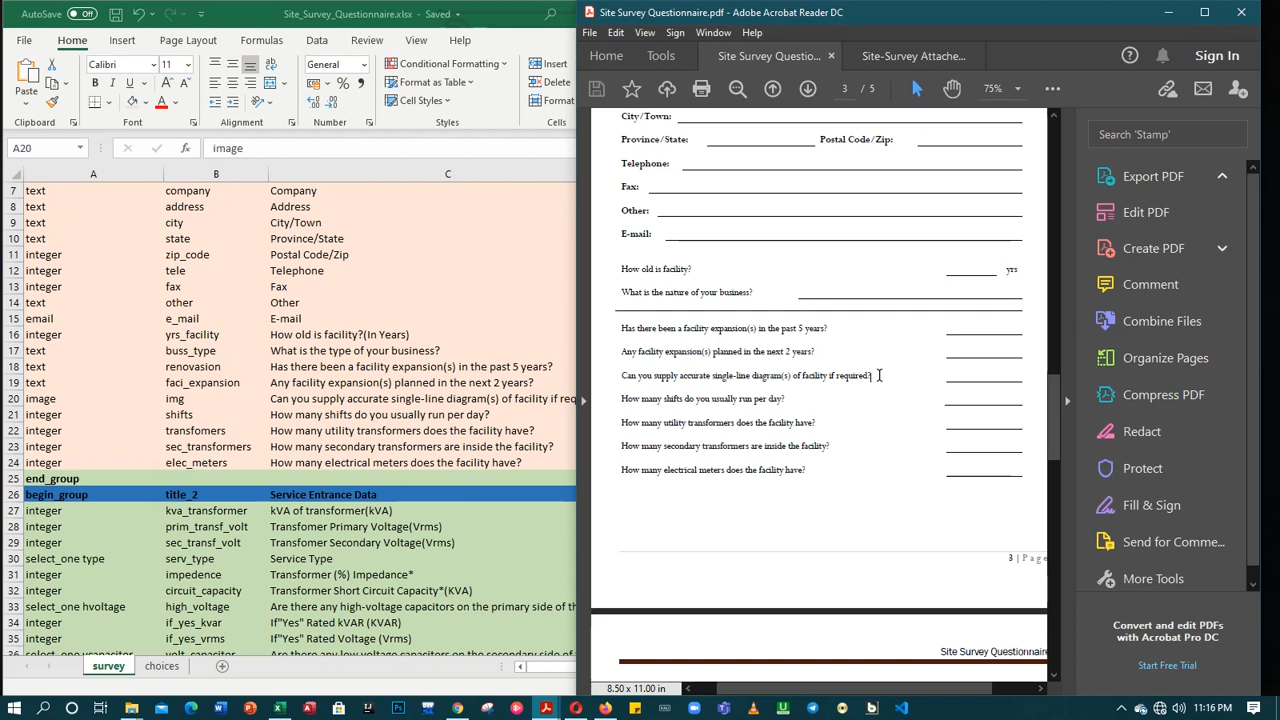 AutoSave Off Site_Survey_Questionnaire.xlsx - Saved
File Home Insert Page Layout Formulas Data Review View Help
Paste
Calibri 11
B I U
General
Conditional Formatting
Format as Table
Cell Styles
Insert
Delete
Format
Clipboard Font Alignment Number Styles
A20 image
A B C
7 text company Company
8 text address Address
9 text city City/Town
10 text state Province/State
11 integer zip_code Postal Code/Zip
12 integer tele Telephone
13 integer fax Fax
14 text other Other
15 email e_mail E-mail
16 integer yrs_facility How old is facility?(In Years)
17 text buss_type What is the type of your business?
18 text renovasion Has there been a facility expansion(s) in the past 5 years?
19 text faci_expansion Any facility expansion(s) planned in the next 2 years?
20 image img Can you supply accurate single-line diagram(s) of facility if req
21 integer shifts How many shifts do you usually run per day?
22 integer transfomers How many utility transformers does the facility have?
23 integer sec_transformers How many secondary transformers are inside the facility?
24 integer elec_meters How many electrical meters does the facility have?
25 end_group
26 begin_group title_2 Service Entrance Data
27 integer kva_transformer kVA of transformer(kVA)
28 integer prim_transf_volt Transfomer Primary Voltage(Vrms)
29 integer sec_transf_volt Transfomer Secondary Voltage(Vrms)
30 select_one type serv_type Service Type
31 integer impedence Transformer (%) Impedance*
32 integer circuit_capacity Transformer Short Circuit Capacity*(KVA)
33 select_one hvoltage high_voltage Are there any high-voltage capacitors on the primary side of th
34 integer if_yes_kvar If"Yes" Rated kVAR (KVAR)
35 integer if_yes_vrms If"Yes" Rated Voltage (Vrms)
36 select_one vcapacitor volt_capacitor Are there any low voltage capacitors on the secondary side of
survey choices
Site Survey Questionnaire.pdf - Adobe Acrobat Reader DC
File Edit View Sign Window Help
Home Tools Site Survey Questio... Site-Survey Attache... Sign In
3 / 5 75%
City/Town:
Province/State: Postal Code/Zip:
Telephone:
Fax:
Other:
E-mail:
How old is facility? yrs
What is the nature of your business?
Has there been a facility expansion(s) in the past 5 years?
Any facility expansion(s) planned in the next 2 years?
Can you supply accurate single-line diagram(s) of facility if required?
How many shifts do you usually run per day?
How many utility transformers does the facility have?
How many secondary transformers are inside the facility?
How many electrical meters does the facility have?
3 | Page
Site Survey Questionnaire
8.50 x 11.00 in
Search 'Stamp'
Export PDF
Edit PDF
Create PDF
Comment
Combine Files
Organize Pages
Compress PDF
Redact
Protect
Fill & Sign
Send for Comme...
More Tools
Convert and edit PDFs
with Acrobat Pro DC
Start Free Trial
11:16 PM